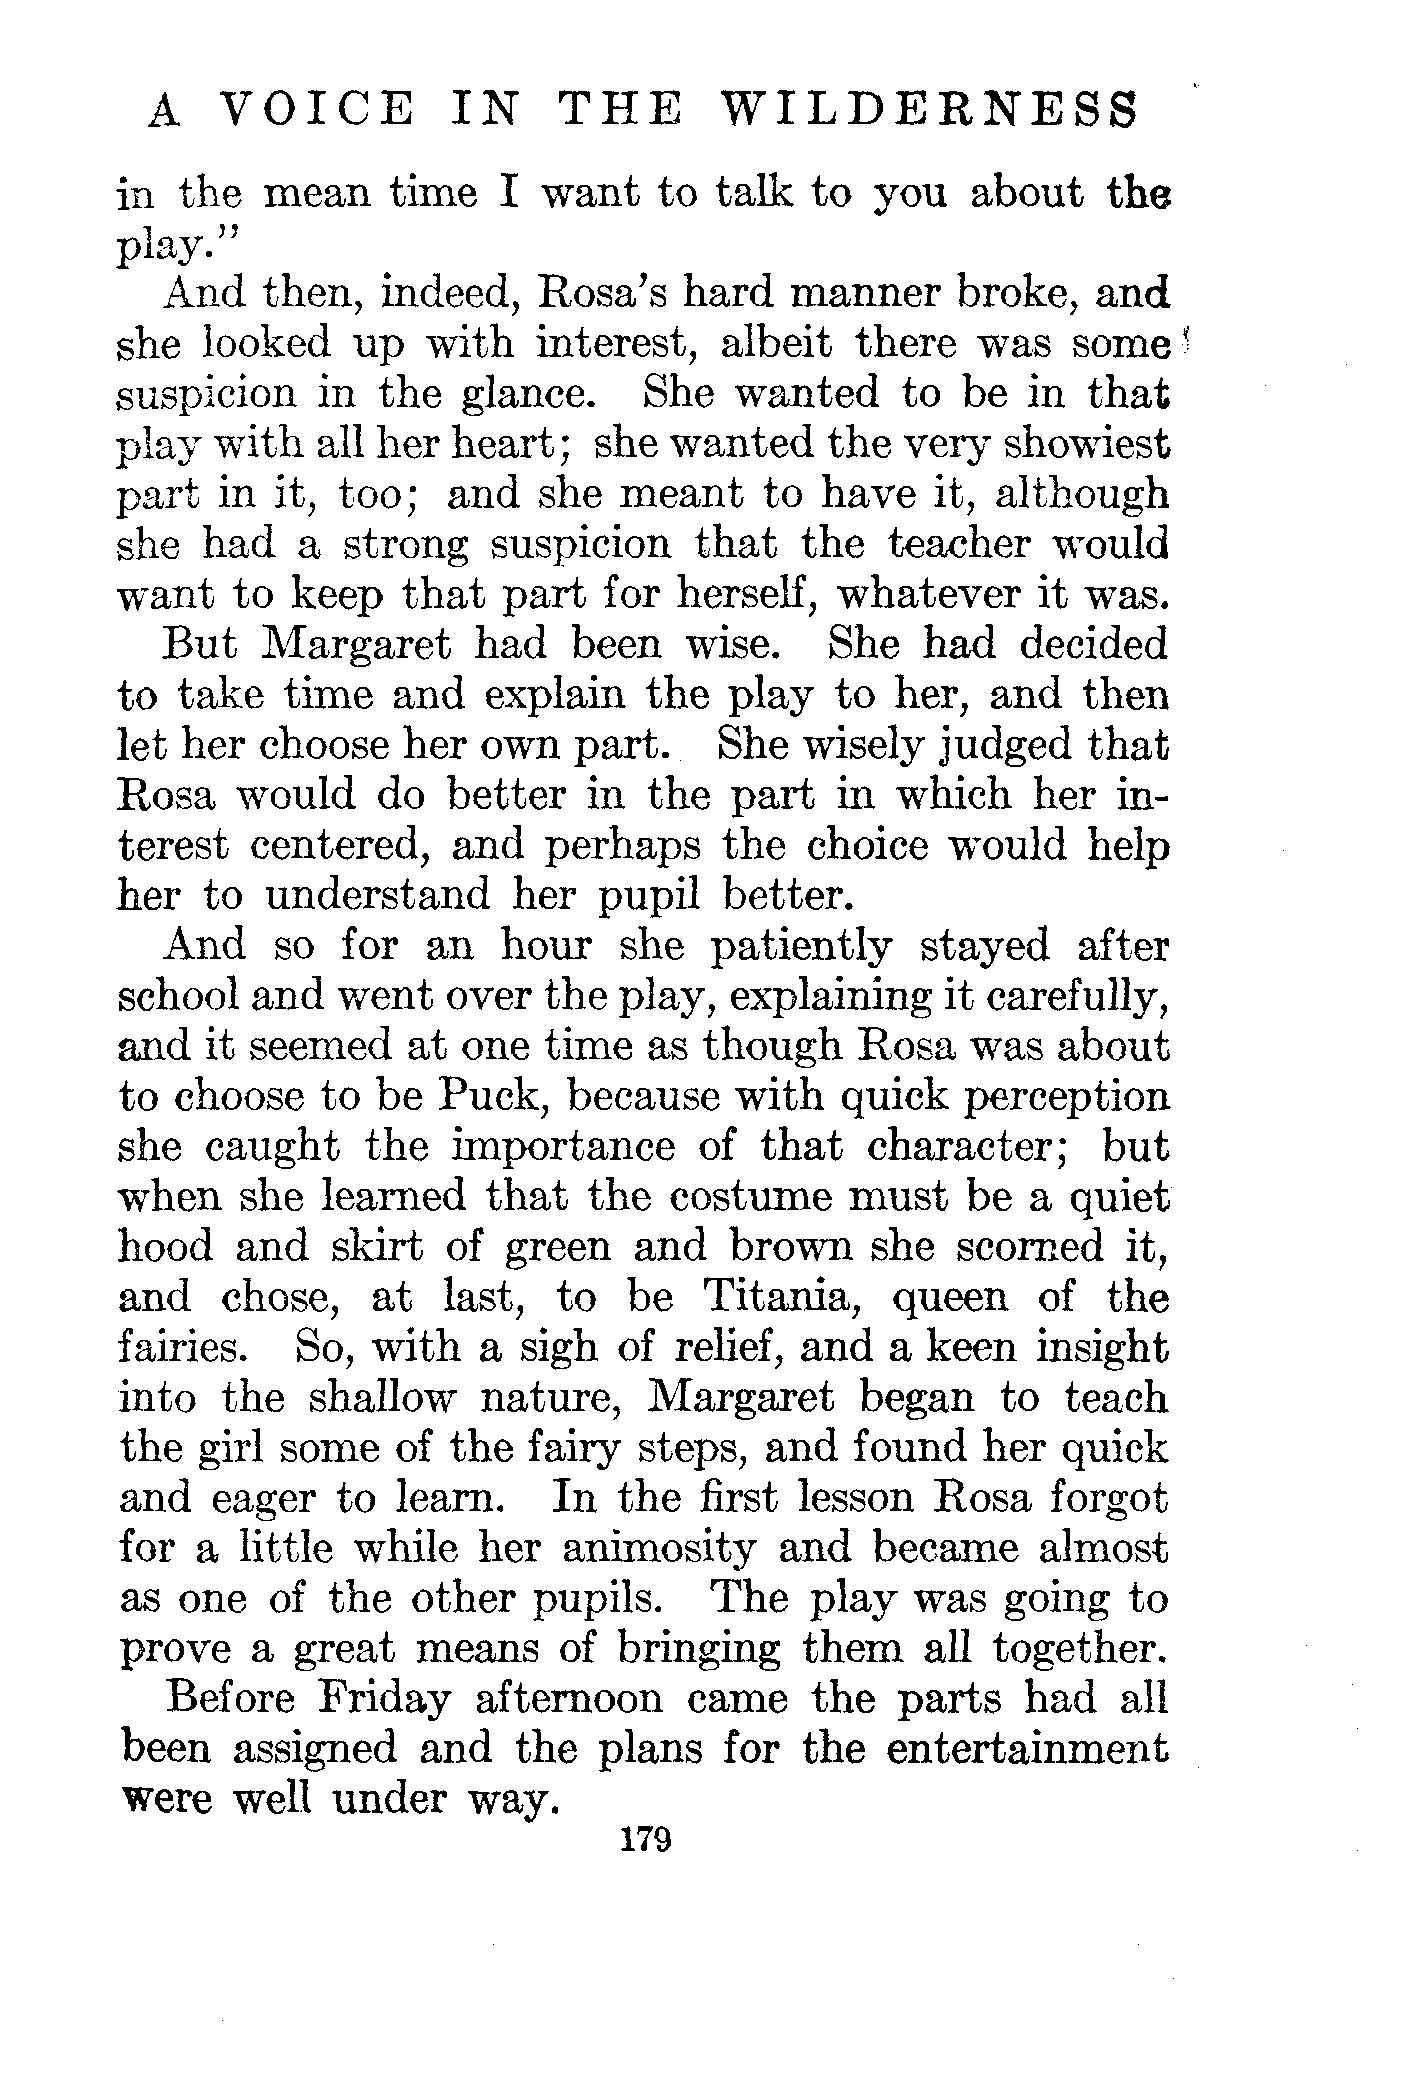 A VOICE IN THE WILDERNESS
in the mean time I want to talk to you about the
play."
And then, indeed, Rosa's hard manner broke, and
she looked up with interest, albeit there was some
suspicion in the glance. She wanted to be in that
play with all her heart; she wanted the very showiest
part in it, too; and she meant to have it, although
she had a strong suspicion that the teacher would
want to keep that part for herself, whatever it was.
But Margaret had been wise. She had decided
to take time and explain the play to her, and then
let her choose her own part. She wisely judged that
Rosa would do better in the part in which her in-
terest centered, and perhaps the choice would help
her to understand her pupil better.
And so for an hour she patiently stayed after
school and went over the play, explaining it carefully,
and it seemed at one time as though Rosa was about
to choose to be Puck, because with quick perception
she caught the importance of that character; but
when she learned that the costume must be a quiet
hood and skirt of green and brown she scorned it,
and chose, at last, to be Titania, queen of the
fairies. So, with a sigh of relief, and a keen insight
into the shallow nature, Margaret began to teach
the girl some of the fairy steps, and found her quick
and eager to learn. In the first lesson Rosa forgot
for a little while her animosity and became almost
as one of the other pupils. The play was going to
prove a great means of bringing them all together.
Before Friday afternoon came the parts had all
been assigned and the plans for the entertainment
were well under way.
179